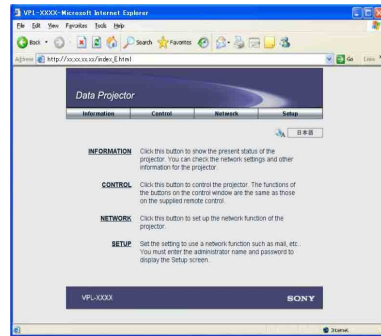 VPL-XXXX-Microsoft Internet Explorer
File Edit View Favorites Tools Help
Back Search Favorites
Address http://xx.xx.xx.xx/index_E.html Go Links
Data Projector
Information Control Network Setup
日本語
INFORMATION Click this button to show the present status of the
projector. You can check the network settings and other
information for the projector.
CONTROL Click this button to control the projector. The functions of
the buttons on the control window are the same as those
on the supplied remote control.
NETWORK Click this button to set up the network function of the
projector.
SETUP Set the setting to use a network function such as mail, etc.
You must enter the administrator name and password to
display the Setup screen.
VPL-XXXX SONY
Internet